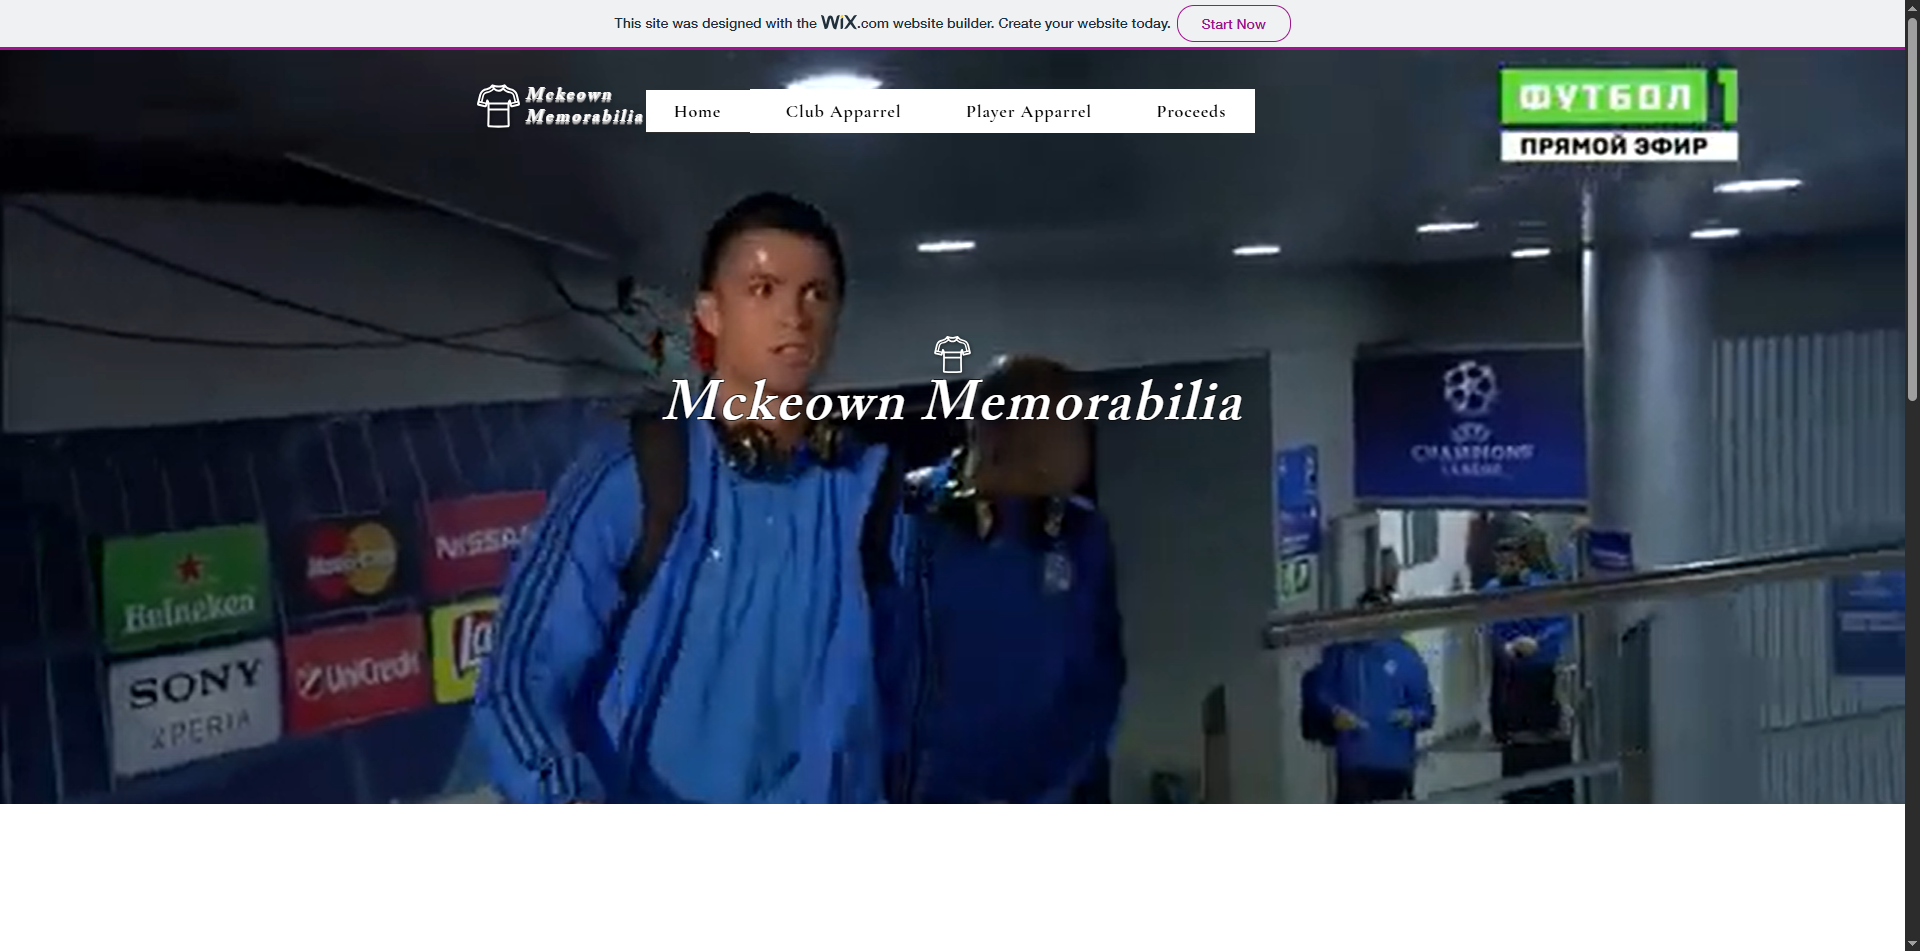 This site was designed with the WIX.com website builder. Create your website today.
Start Now
Mckeown
Memorabilia
Home
Club Apparrel
Player Apparrel
Proceeds
ФУТБОЛ 1
ПРЯМОЙ ЭФИР
Mckeown Memorabilia
CHAMPIONS
LEAGUE
Heineken
MasterCard
NISSAN
SONY
XPERIA
UniCredit
La